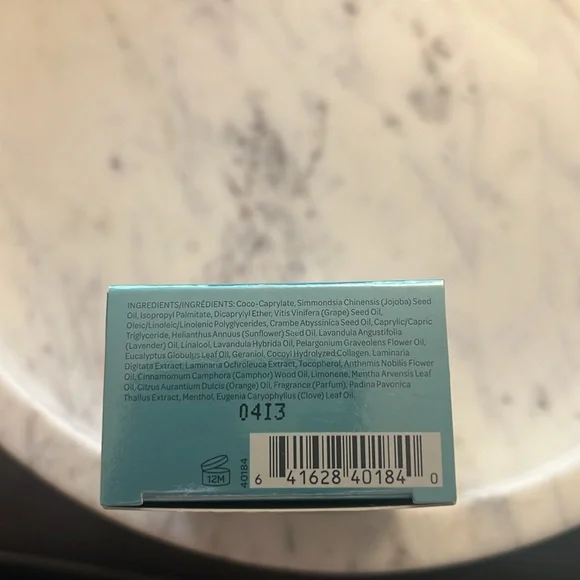 INGREDIENTS/INGRÉDIENTS: Coco-Caprylate, Simmondsia Chinensis (Jojoba) Seed
Oil, Isopropyl Palmitate, Dicaprylyl Ether, Vitis Vinifera (Grape) Seed Oil,
Oleic/Linoleic/Linolenic Polyglycerides, Crambe Abyssinica Seed Oil, Caprylic/Capric
Triglyceride, Helianthus Annuus (Sunflower) Seed Oil, Lavandula Angustifolia
(Lavender) Oil, Linalool, Lavandula Hybrida Oil, Pelargonium Graveolens Flower Oil,
Eucalyptus Globulus Leaf Oil, Geraniol, Cocoyl Hydrolyzed Collagen, Laminaria
Digitata Extract, Laminaria Ochroleuca Extract, Tocopherol, Anthemis Nobilis Flower
Oil, Cinnamomum Camphora (Camphor) Wood Oil, Limonene, Mentha Arvensis Leaf
Oil, Citrus Aurantium Dulcis (Orange) Oil, Fragrance (Parfum), Padina Pavonica
Thallus Extract, Menthol, Eugenia Caryophyllus (Clove) Leaf Oil.
04I3
12M
40184
6 41628 40184 0